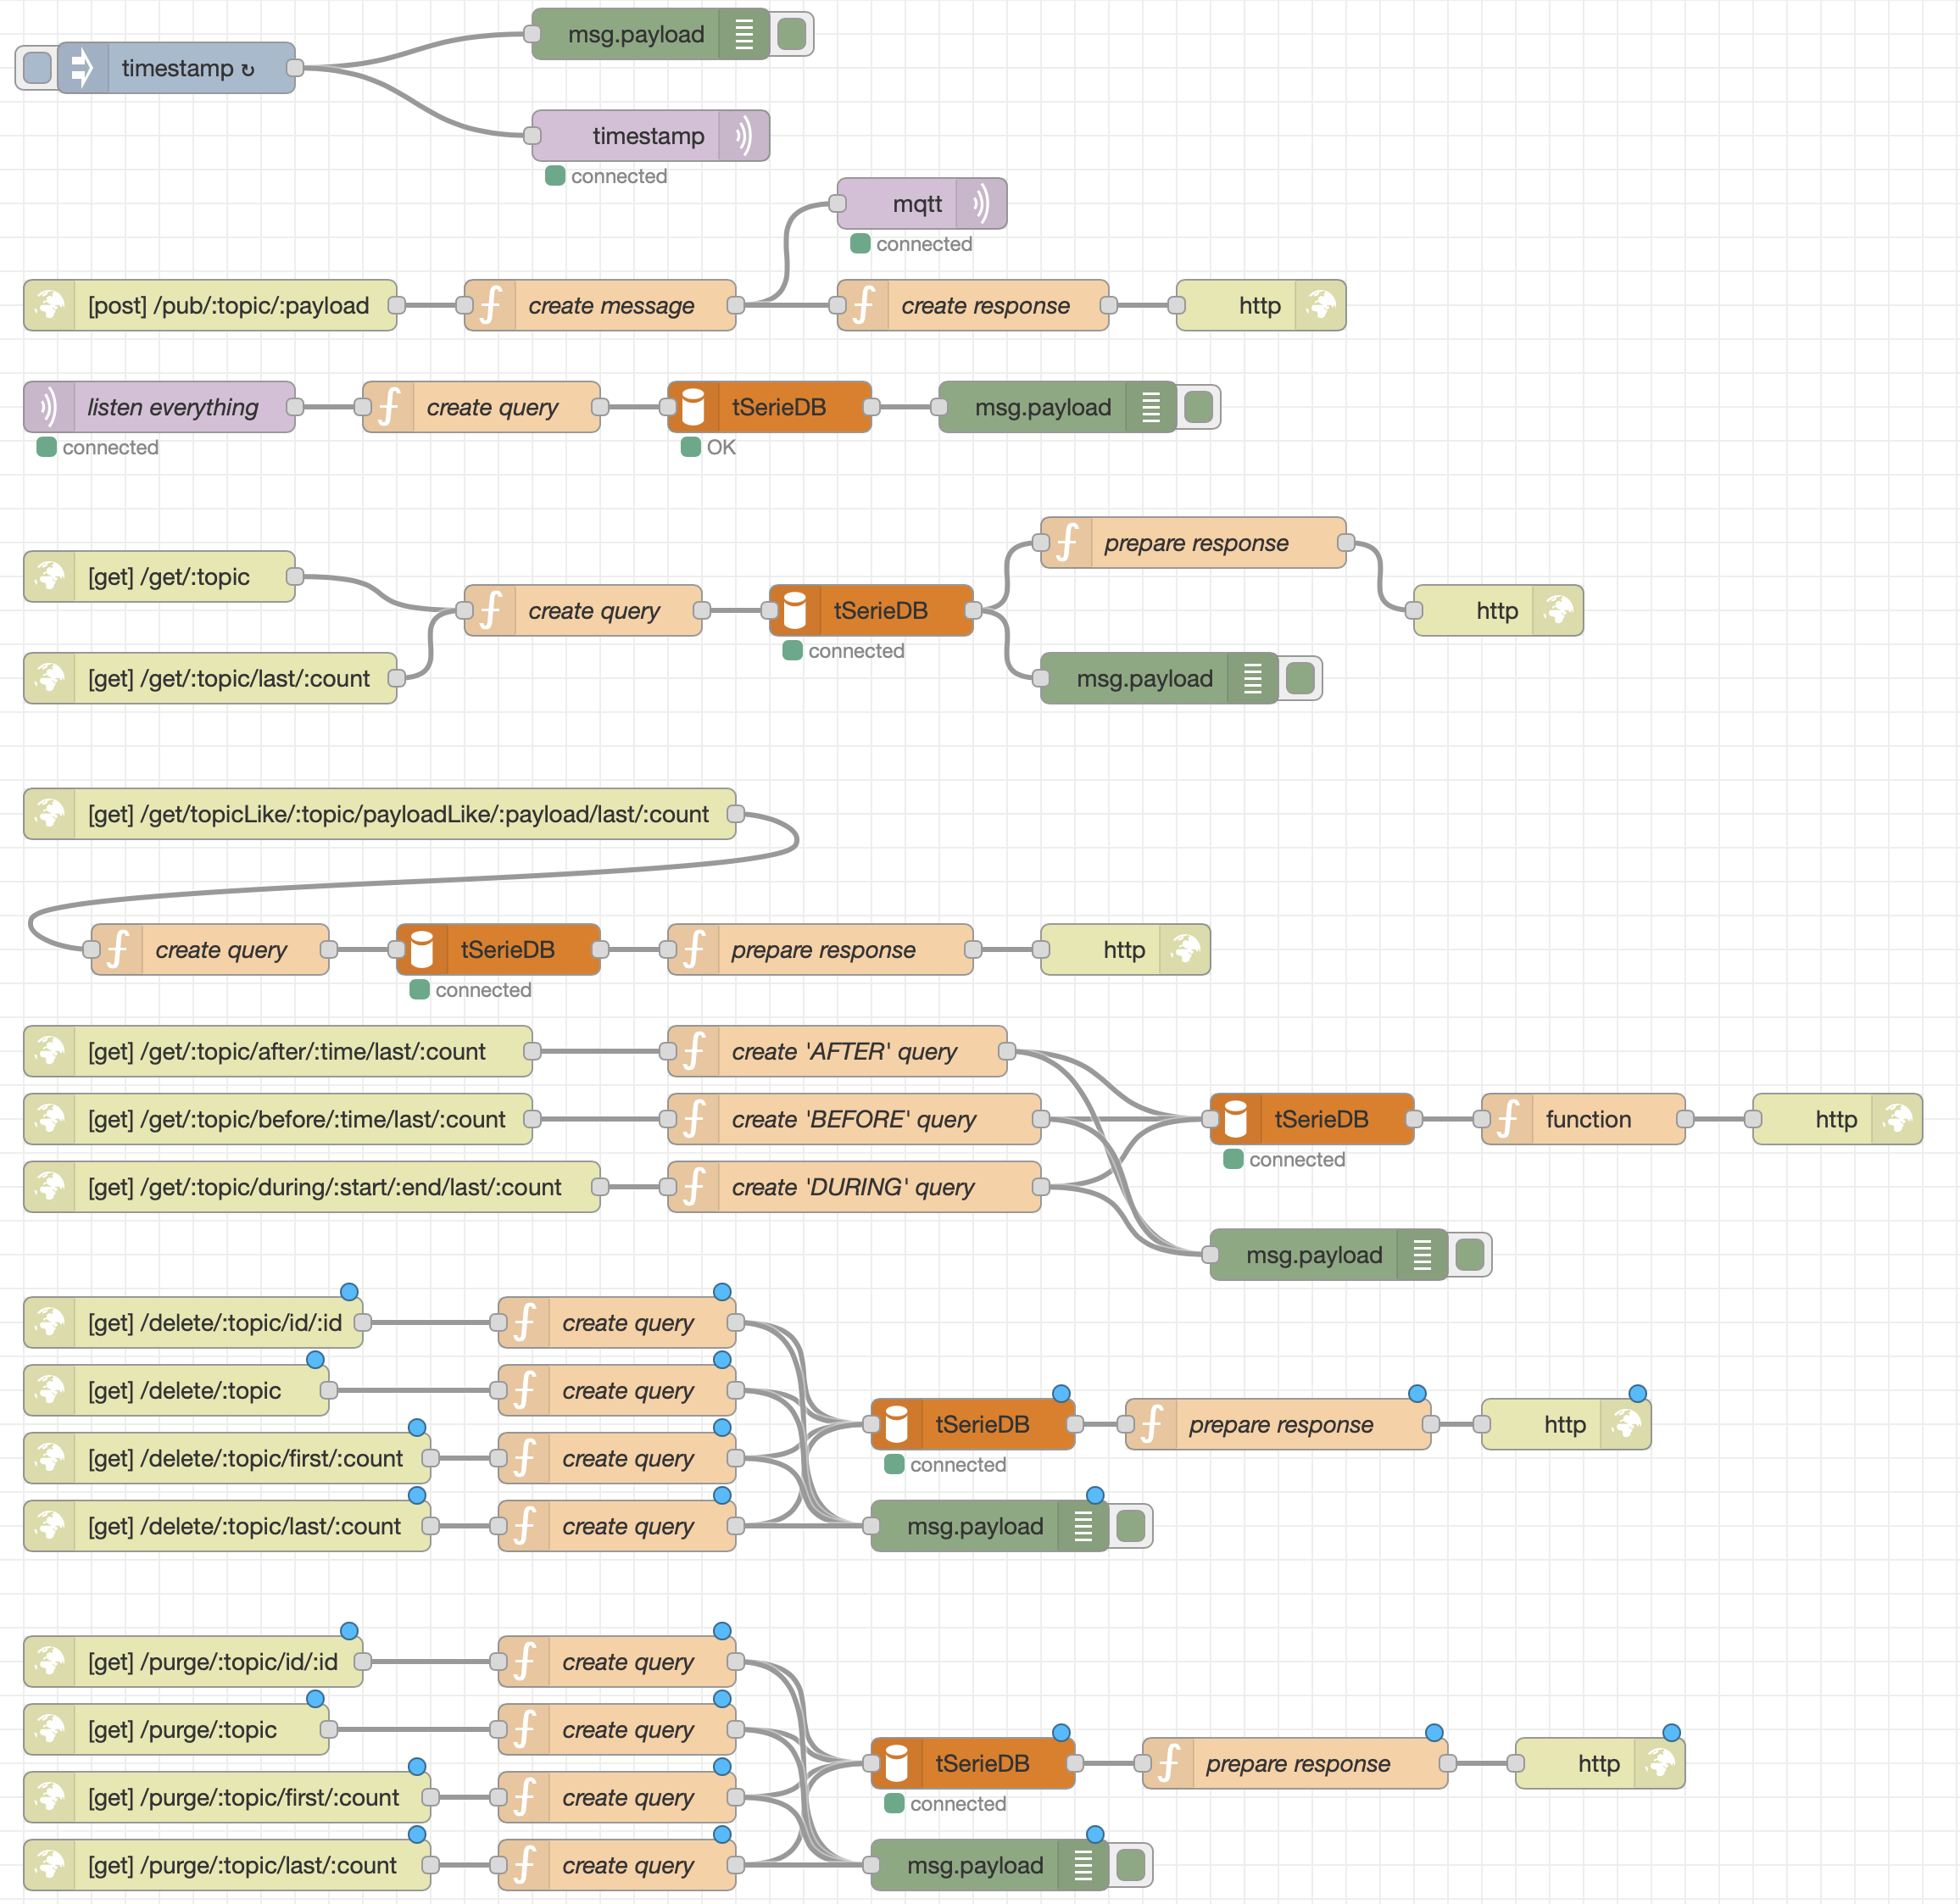 msg.payload
timestamp ↻
timestamp
connected
mqtt
connected
[post] /pub/:topic/:payload
create message
create response
http
listen everything
create query
tSerieDB
msg.payload
connected
OK
prepare response
[get] /get/:topic
create query
tSerieDB
http
connected
[get] /get/:topic/last/:count
msg.payload
[get] /get/topicLike/:topic/payloadLike/:payload/last/:count
create query
tSerieDB
prepare response
http
connected
[get] /get/:topic/after/:time/last/:count
create 'AFTER' query
[get] /get/:topic/before/:time/last/:count
create 'BEFORE' query
tSerieDB
function
http
connected
[get] /get/:topic/during/:start/:end/last/:count
create 'DURING' query
msg.payload
[get] /delete/:topic/id/:id
create query
[get] /delete/:topic
create query
tSerieDB
prepare response
http
[get] /delete/:topic/first/:count
create query
connected
[get] /delete/:topic/last/:count
create query
msg.payload
[get] /purge/:topic/id/:id
create query
[get] /purge/:topic
create query
tSerieDB
prepare response
http
[get] /purge/:topic/first/:count
create query
connected
[get] /purge/:topic/last/:count
create query
msg.payload